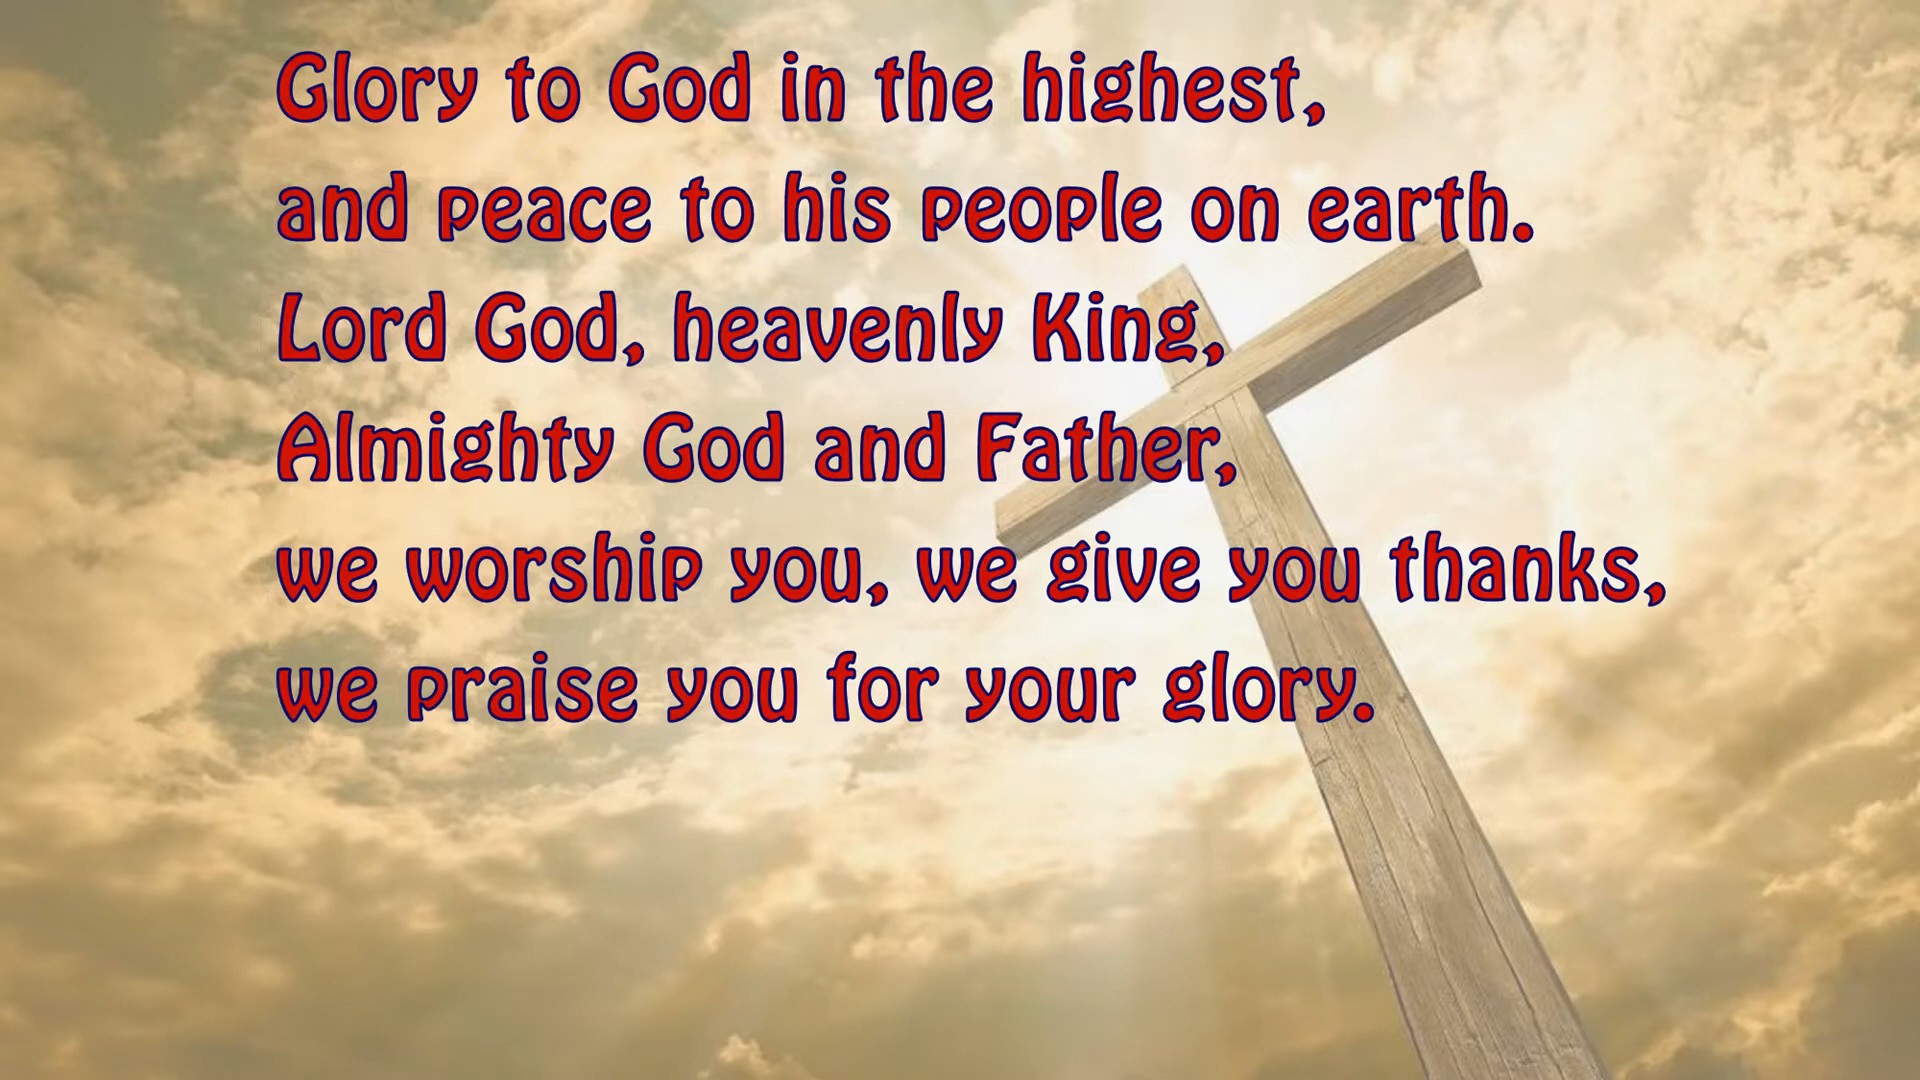 Glory to God in the highest,
and peace to his people on earth.
Lord God, heavenly King,
Almighty God and Father,
we worship you, we give you thanks,
we praise you for your glory.